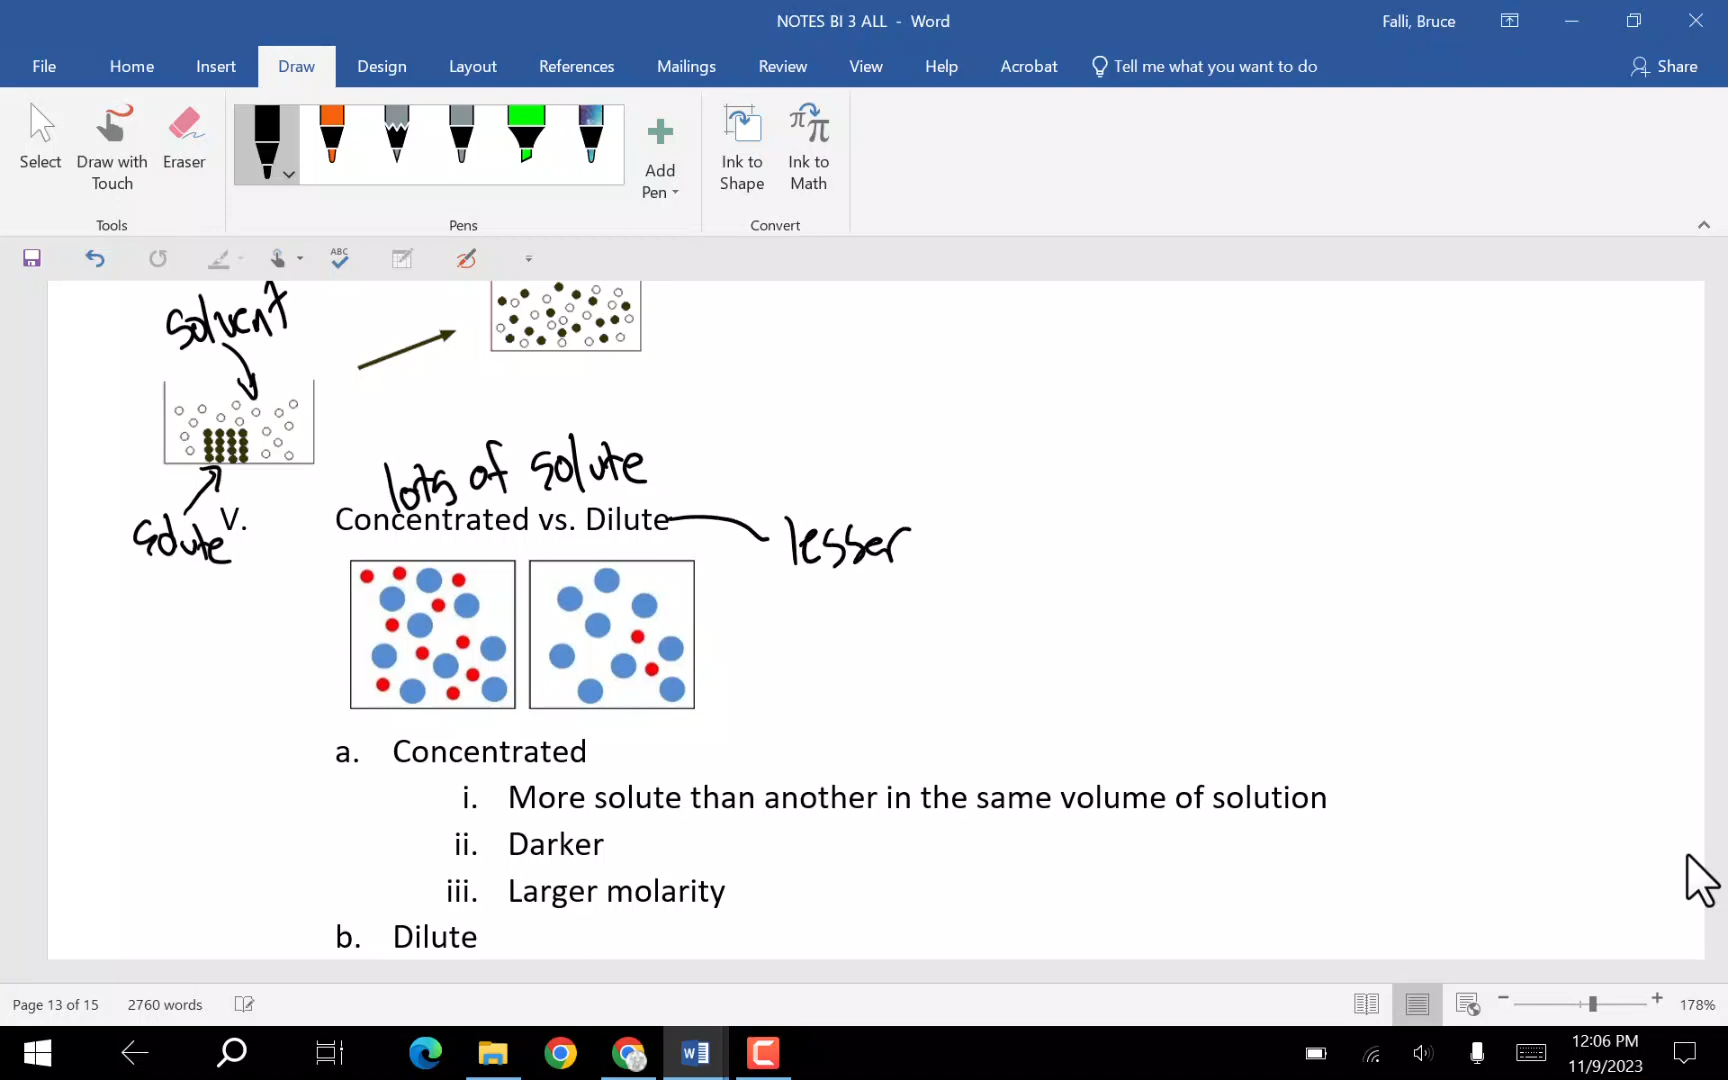 NOTES BI 3 ALL - Word
Falli, Bruce
File Home Insert Draw Design Layout References Mailings Review View Help Acrobat Tell me what you want to do Share
Select
Draw with Touch
Eraser
Add Pen
Ink to Shape
Ink to Math
Tools Pens Convert
ABC
solvent
lots of solute
solute
V. Concentrated vs. Dilute
lesser
a. Concentrated
i. More solute than another in the same volume of solution
ii. Darker
iii. Larger molarity
b. Dilute
Page 13 of 15 2760 words 178%
12:06 PM
11/9/2023